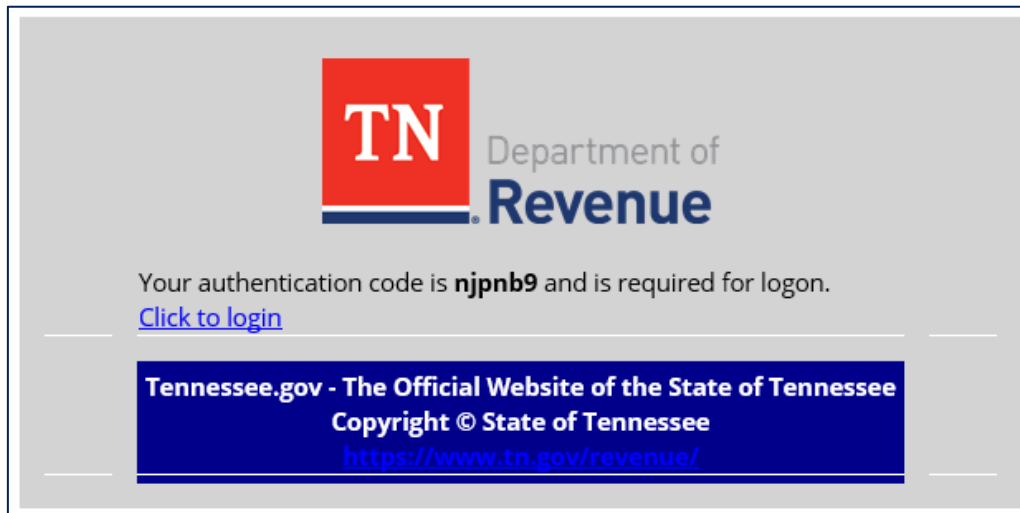 TN
Department of
Revenue
Your authentication code is njpnb9 and is required for logon.
Click to login
Tennessee.gov - The Official Website of the State of Tennessee
Copyright © State of Tennessee
https://www.tn.gov/revenue/